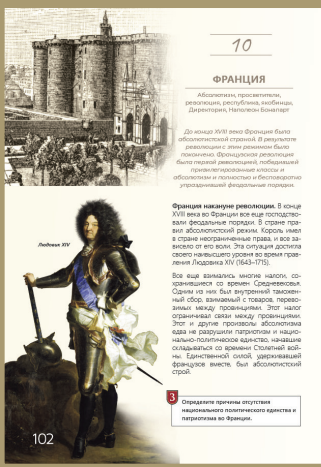 10
ФРАНЦИЯ
Абсолютизм, просветители,
революция, республика, якобинцы,
Директория, Наполеон Бонапарт
До конца XVIII века Франция была
абсолютистской страной. В результате
революции с этим режимом было
покончено. Французская революция
была первой революцией, победившей
привилегированные классы и
абсолютизм и полностью и бесповоротно
упразднившей феодальные порядки.
Франция накануне революции. В конце
XVIII века во Франции все еще господство-
вали феодальные порядки. В стране пра-
вил абсолютистский режим. Король имел
в стране неограниченные права, и все за-
висело от его воли. Эта ситуация достигла
своего наивысшего уровня во время прав-
ления Людовика XIV (1643–1715).
Людовик XIV
Все еще взимались многие налоги, со-
хранившиеся со времен Средневековья.
Одним из них был внутренний таможен-
ный сбор, взимаемый с товаров, перево-
зимых между провинциями. Этот налог
ограничивал связи между провинциями.
Этот и другие произволы абсолютизма
едва не разрушили патриотизм и нацио-
нально-политическое единство, начавшие
складываться со времени Столетней вой-
ны. Единственной силой, удерживавшей
французов вместе, был абсолютистский
строй.
3
Определите причины отсутствия
национального политического единства и
патриотизма во Франции.
102